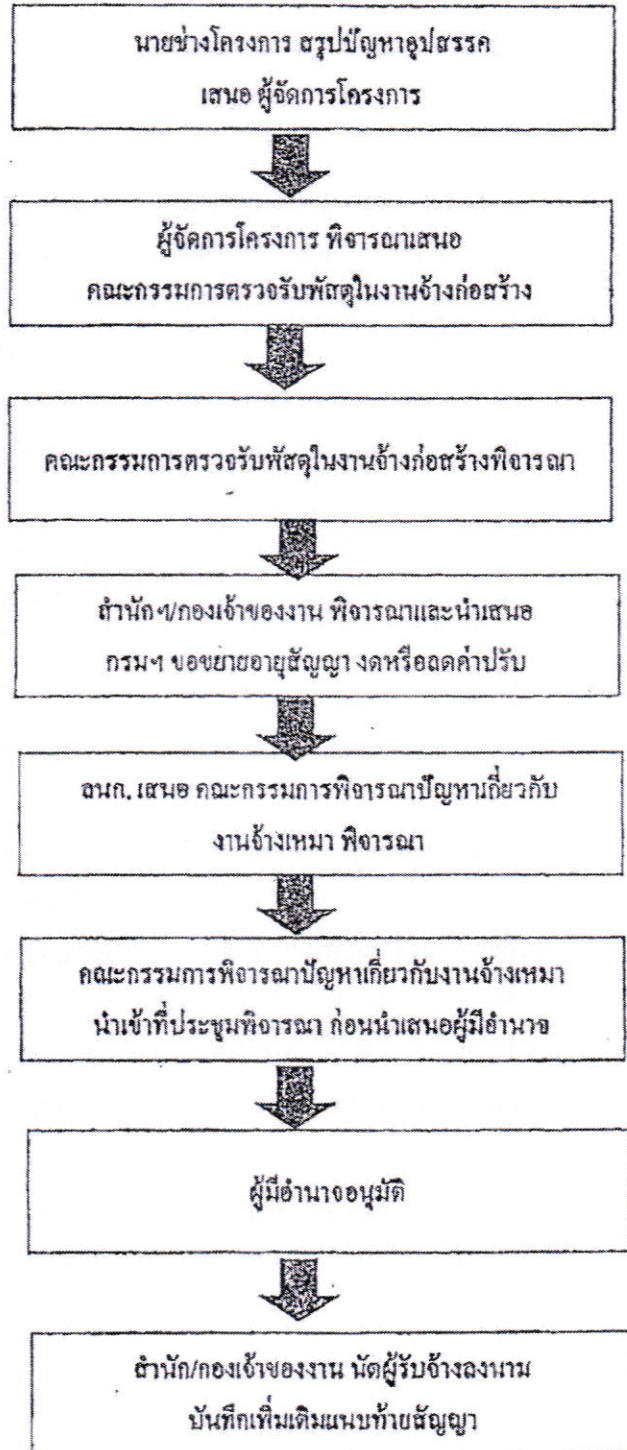 นายช่างโครงการ สรุปปัญหาอุปสรรค
เสนอ ผู้จัดการโครงการ
ผู้จัดการโครงการ พิจารณาเสนอ
คณะกรรมการตรวจรับพัสดุในงานจ้างก่อสร้าง
คณะกรรมการตรวจรับพัสดุในงานจ้างก่อสร้างพิจารณา
สำนักฯ/กองเจ้าของงาน พิจารณาและนำเสนอ
กรมฯ ขอขยายอายุสัญญา งดหรือลดค่าปรับ
ลนก. เสนอ คณะกรรมการพิจารณาปัญหาเกี่ยวกับ
งานจ้างเหมา พิจารณา
คณะกรรมการพิจารณาปัญหาเกี่ยวกับงานจ้างเหมา
นำเข้าที่ประชุมพิจารณา ก่อนนำเสนอผู้มีอำนาจ
ผู้มีอำนาจอนุมัติ
สำนัก/กองเจ้าของงาน นัดผู้รับจ้างลงนาม
บันทึกเพิ่มเติมแนบท้ายสัญญา